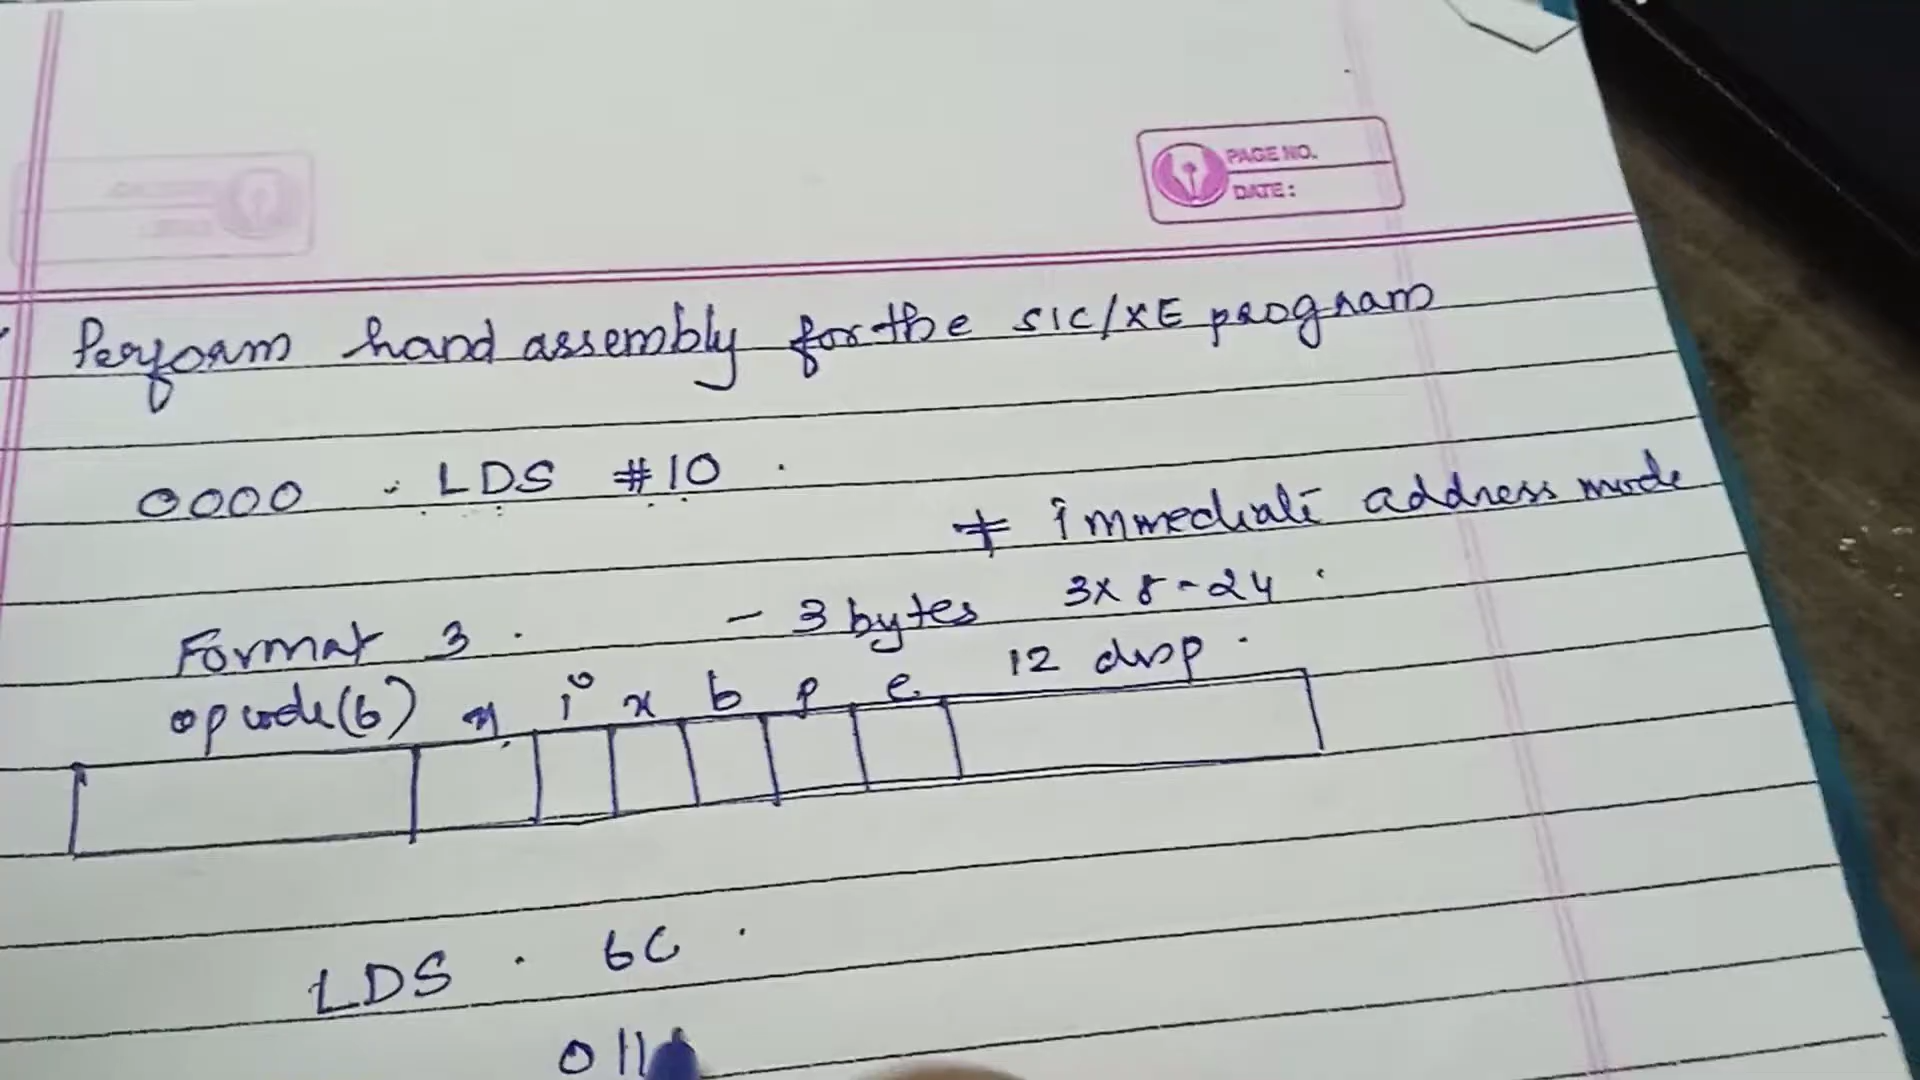 PAGE NO.
DATE:
Perform hand assembly for the SIC/XE program
0000 LDS #10
# immediate address mode
Format 3 - 3 bytes 3x8-24
opcode(6) n i x b p e 12 disp
LDS 6C
011